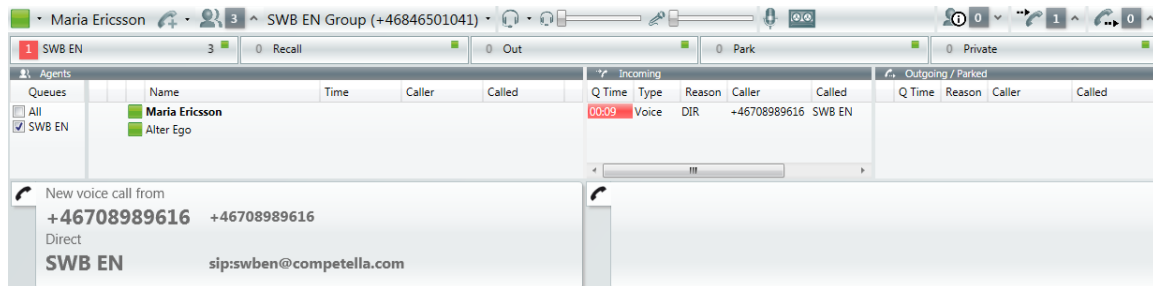 Maria Ericsson 3 SWB EN Group (+46846501041) 0 1 0
1 SWB EN 3 0 Recall 0 Out 0 Park 0 Private
Agents Incoming Outgoing / Parked
Queues Name Time Caller Called Q Time Type Reason Caller Called Q Time Reason Caller Called
All Maria Ericsson 00:09 Voice DIR +46708989616 SWB EN
SWB EN Alter Ego
New voice call from
+46708989616 +46708989616
Direct
SWB EN sip:swben@competella.com